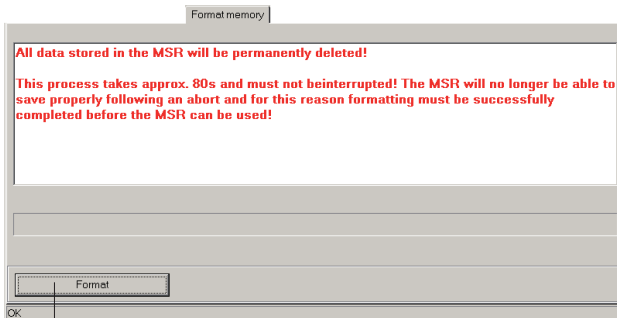 Format memory
All data stored in the MSR will be permanently deleted!
This process takes approx. 80s and must not beinterrupted! The MSR will no longer be able to
save properly following an abort and for this reason formatting must be successfully
completed before the MSR can be used!
Format
OK